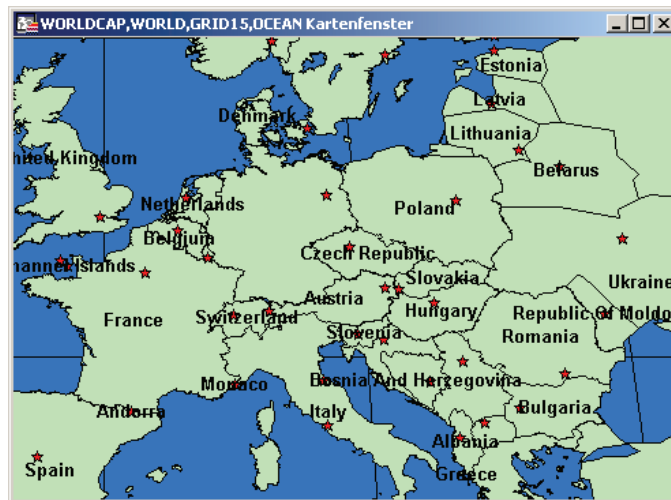 WORLDCAP,WORLD,GRID15,OCEAN Kartenfenster
Estonia
Latvia
Denmark
Lithuania
nited Kingdom
Belarus
Netherlands
Poland
Belgium
Czech Republic
hannel Islands
Slovakia
Ukraine
Austria
Hungary
Republic Of Moldo
France
Switzerland
Slovenia
Romania
Monaco
Bosnia And Herzegovina
Andorra
Italy
Bulgaria
Albania
Spain
Greece